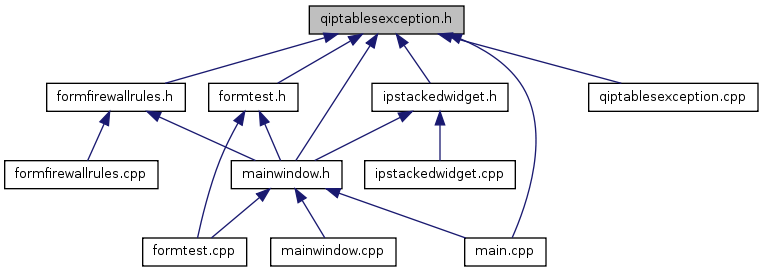 qiptablesexception.h
formfirewallrules.h
formtest.h
ipstackedwidget.h
qiptablesexception.cpp
formfirewallrules.cpp
mainwindow.h
ipstackedwidget.cpp
formtest.cpp
mainwindow.cpp
main.cpp